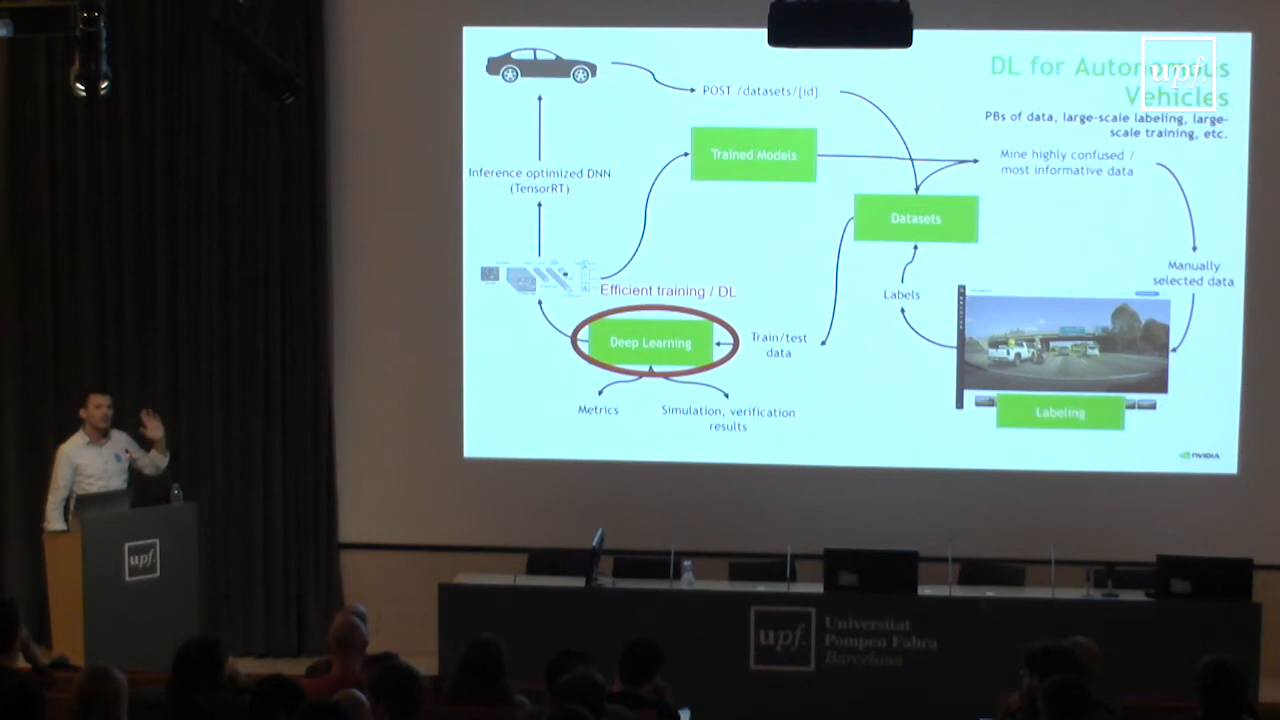 DL for Autonomous
Vehicles
PBs of data, large-scale labeling, large-
scale training, etc.
upf.
POST /datasets/{id}
Trained Models
Mine highly confused /
most informative data
Inference optimized DNN
(TensorRT)
Datasets
Manually
selected data
Efficient training / DL
Labels
Deep Learning
Train/test
data
Metrics
Simulation, verification
results
Labeling
NVIDIA
upf.
upf.
Universitat
Pompeu Fabra
Barcelona